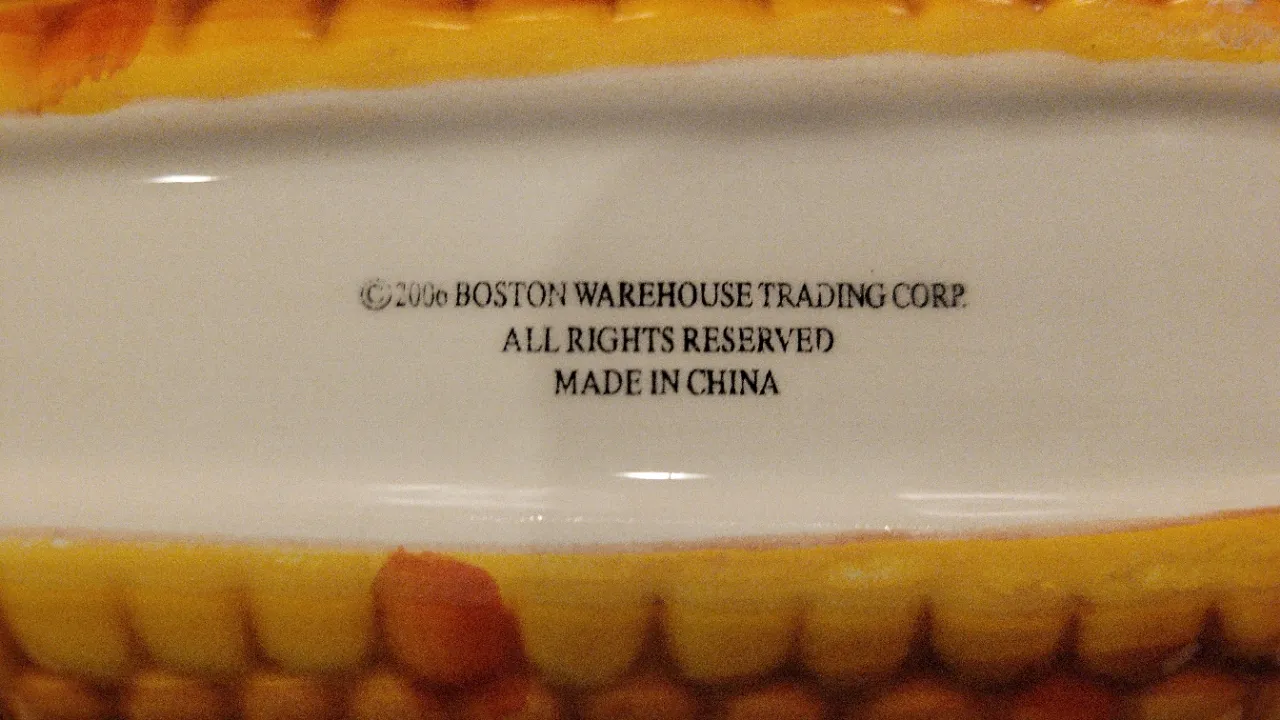 ©2006 BOSTON WAREHOUSE TRADING CORP.
ALL RIGHTS RESERVED
MADE IN CHINA